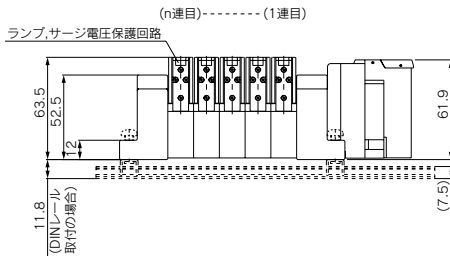 (n連目)--------(1連目)
ランプ,サージ電圧保護回路
63.5
52.5
12
61.9
11.8
(DINレール
取付の場合)
(7.5)